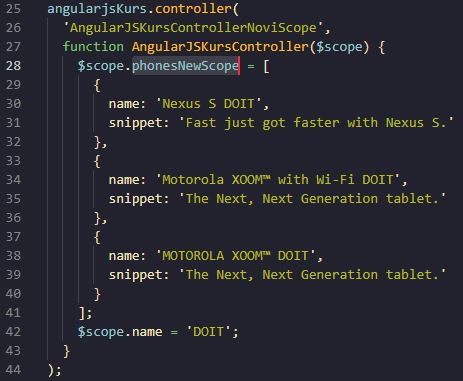 25 angularjsKurs.controller(
26 'AngularJSKursControllerNoviScope',
27 function AngularJSKursController($scope) {
28 $scope.phonesNewScope = [
29 {
30 name: 'Nexus S DOIT',
31 snippet: 'Fast just got faster with Nexus S.'
32 },
33 {
34 name: 'Motorola XOOM™ with Wi-Fi DOIT',
35 snippet: 'The Next, Next Generation tablet.'
36 },
37 {
38 name: 'MOTOROLA XOOM™ DOIT',
39 snippet: 'The Next, Next Generation tablet.'
40 }
41 ];
42 $scope.name = 'DOIT';
43 }
44 );